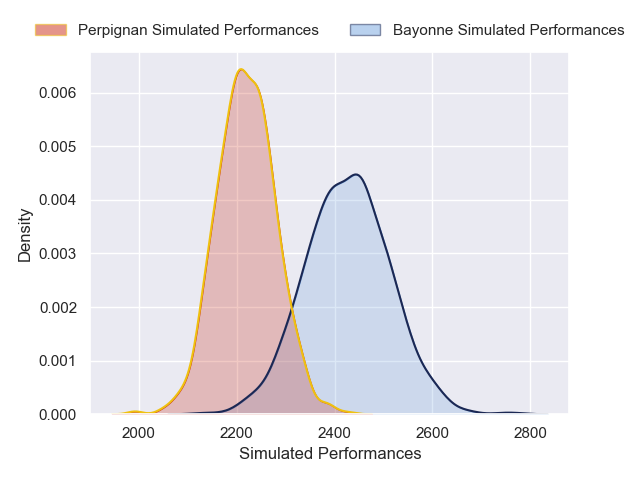 Perpignan Simulated Performances Bayonne Simulated Performances
0.006
0.005
0.004
0.003
0.002
0.001
0.000
Density
2000 2200 2400 2600 2800
Simulated Performances